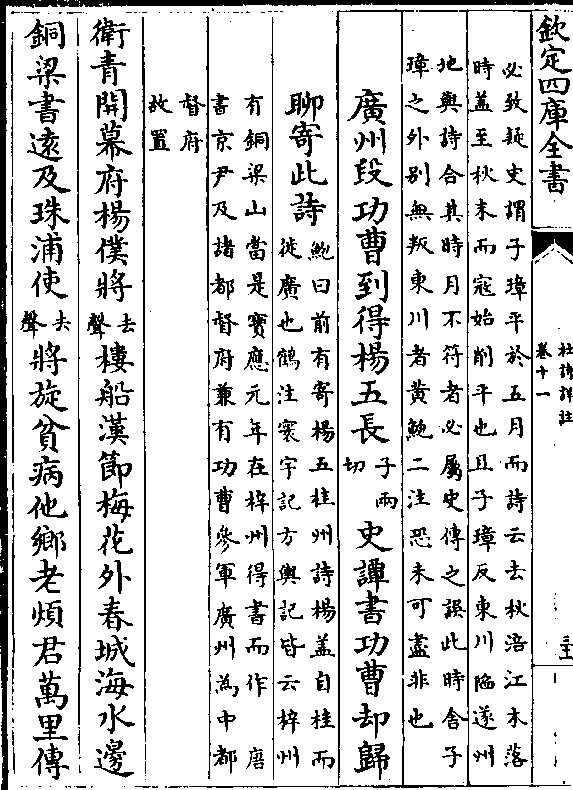 欽定四庫全書
杜詩詳註
卷十一
必致疑史謂子璋平於五月而詩云去秋涪江木落
時蓋至秋末而寇始削平也且子璋反東川陷遂州
地與詩合其時月不符者必屬史傳之誤此時舍子
璋之外別無叛東川者黄鮑二注恐未可盡非也
廣州段功曹到得楊五長子兩切史譚書功曹却歸
聊寄此詩鮑曰前有寄楊五桂州詩楊蓋自桂而
徙廣也鶴注寰宇記方輿記皆云梓州
有銅梁山當是寶應元年在梓州得書而作 唐
書京尹及諸都督府兼有功曹參軍廣州為中都
督府
故置
衛青開幕府楊僕將去聲樓船漢節梅花外春城海水邊
銅梁書遠及珠浦使去聲將旋貧病他鄉老煩君萬里傳